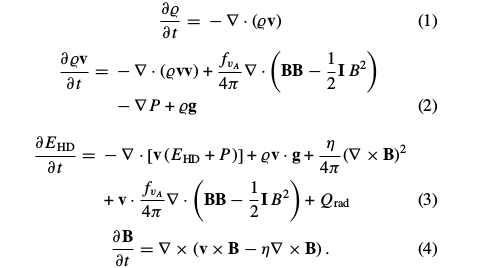 ∂ϱ/∂t = − ∇ · (ϱv) (1)
∂ϱv/∂t = − ∇ · (ϱvv) + f_{v_A}/4π ∇ · (BB − 1/2 I B²)
− ∇P + ϱg (2)
∂E_HD/∂t = − ∇ · [v(E_HD + P)] + ϱv · g + η/4π (∇ × B)²
+ v · f_{v_A}/4π ∇ · (BB − 1/2 I B²) + Q_rad (3)
∂B/∂t = ∇ × (v × B − η∇ × B) . (4)